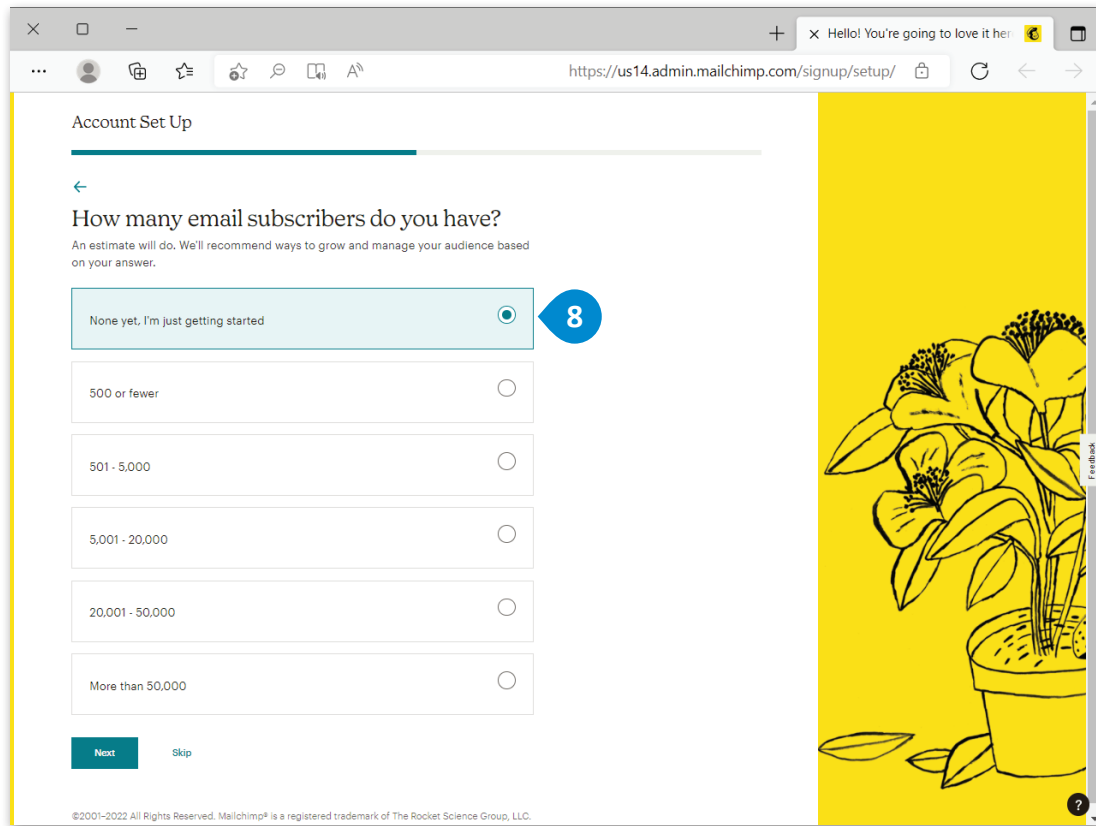 Hello! You're going to love it her
https://us14.admin.mailchimp.com/signup/setup/
Account Set Up
How many email subscribers do you have?
An estimate will do. We'll recommend ways to grow and manage your audience based
on your answer.
None yet, I'm just getting started
8
500 or fewer
501 - 5,000
5,001 - 20,000
20,001 - 50,000
More than 50,000
Next Skip
©2001–2022 All Rights Reserved. Mailchimp® is a registered trademark of The Rocket Science Group, LLC.
Feedback
?